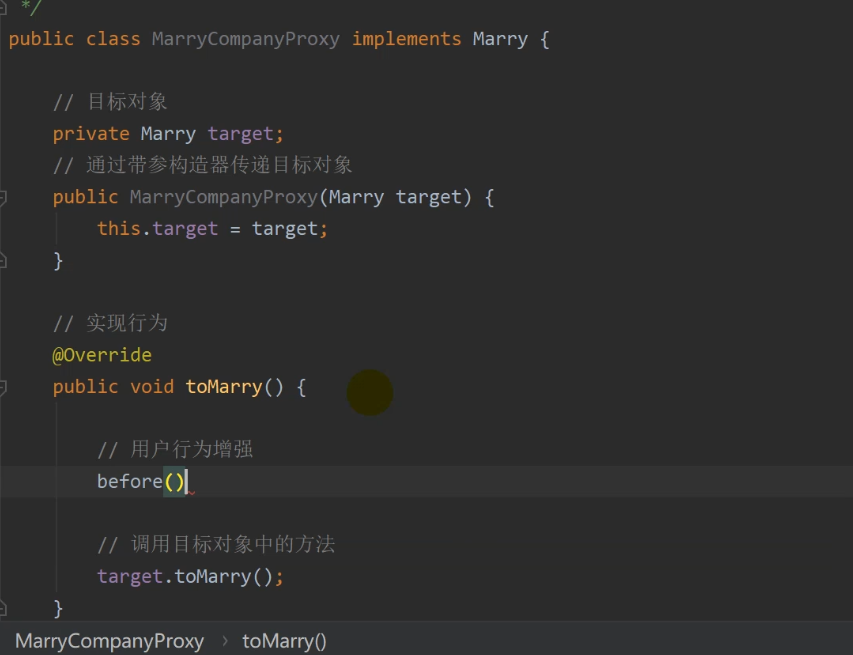 */
public class MarryCompanyProxy implements Marry {
// 目标对象
private Marry target;
// 通过带参构造器传递目标对象
public MarryCompanyProxy(Marry target) {
this.target = target;
}
// 实现行为
@Override
public void toMarry() {
// 用户行为增强
before()
// 调用目标对象中的方法
target.toMarry();
}
MarryCompanyProxy › toMarry()